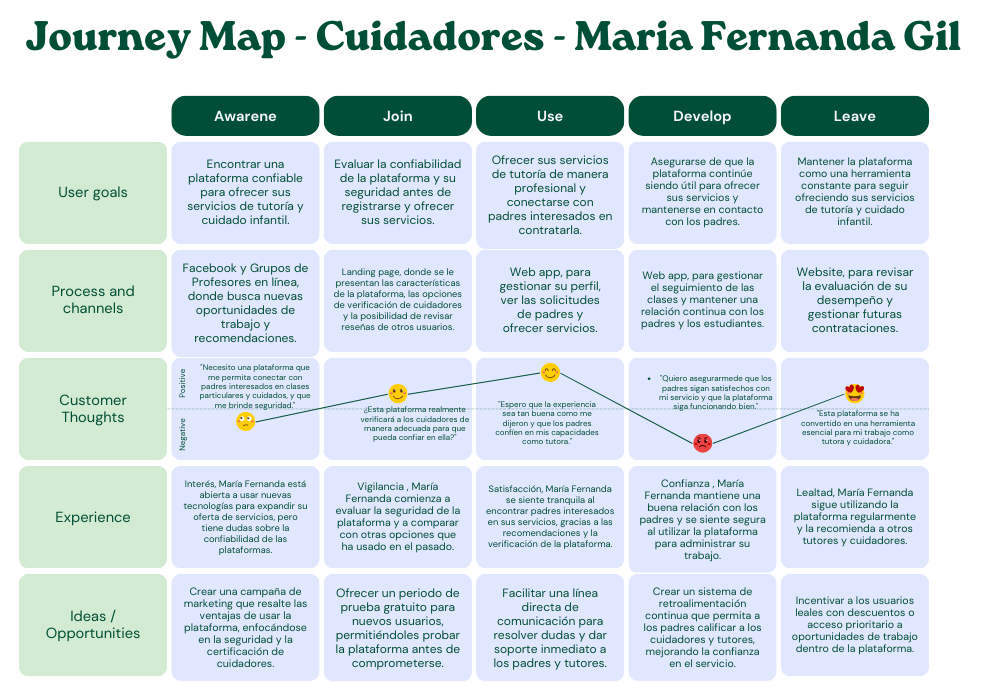 Journey Map - Cuidadores - Maria Fernanda Gil
Awarene
Join
Use
Develop
Leave
User goals
Encontrar una
plataforma confiable
para ofrecer sus
servicios de tutoría y
cuidado infantil.
Evaluar la confiabilidad
de la plataforma y su
seguridad antes de
registrarse y ofrecer
sus servicios.
Ofrecer sus servicios
de tutoría de manera
profesional y
conectarse con
padres interesados en
contratarla.
Asegurarse de que la
plataforma continúe
siendo útil para ofrecer
sus servicios y
mantenerse en contacto
con los padres.
Mantener la plataforma
como una herramienta
constante para seguir
ofreciendo sus servicios
de tutoría y cuidado
infantil.
Process and
channels
Facebook y Grupos de
Profesores en línea,
donde busca nuevas
oportunidades de
trabajo y
recomendaciones.
Landing page, donde se le
presentan las características
de la plataforma, las opciones
de verificación de cuidadores
y la posibilidad de revisar
reseñas de otros usuarios.
Web app, para
gestionar su perfil,
ver las solicitudes
de padres y
ofrecer servicios.
Web app, para gestionar
el seguimiento de las
clases y mantener una
relación continua con los
padres y los estudiantes.
Website, para revisar
la evaluación de su
desempeño y
gestionar futuras
contrataciones.
Customer
Thoughts
Positive
Negative
"Necesito una plataforma que
me permita conectar con
padres interesados en clases
particulares y cuidados, y que
me brinde seguridad."
¿Esta plataforma realmente
verificará a los cuidadores de
manera adecuada para que
pueda confiar en ella?"
"Espero que la experiencia
sea tan buena como me
dijeron y que los padres
confíen en mis capacidades
como tutora."
• "Quiero asegurarmede que los
padres sigan satisfechos con
mi servicio y que la plataforma
siga funcionando bien."
"Esta plataforma se ha
convertido en una herramienta
esencial para mi trabajo como
tutora y cuidadora."
Experience
Interés, María Fernanda está
abierta a usar nuevas
tecnologías para expandir su
oferta de servicios, pero
tiene dudas sobre la
confiabilidad de las
plataformas.
Vigilancia , María
Fernanda comienza a
evaluar la seguridad de la
plataforma y a comparar
con otras opciones que
ha usado en el pasado.
Satisfacción, María Fernanda
se siente tranquila al
encontrar padres interesados
en sus servicios, gracias a las
recomendaciones y la
verificación de la plataforma.
Confianza , María
Fernanda mantiene una
buena relación con los
padres y se siente segura
al utilizar la plataforma
para administrar su
trabajo.
Lealtad, María Fernanda
sigue utilizando la
plataforma regularmente
y la recomienda a otros
tutores y cuidadores.
Ideas /
Opportunities
Crear una campaña de
marketing que resalte las
ventajas de usar la
plataforma, enfocándose
en la seguridad y la
certificación de
cuidadores.
Ofrecer un periodo de
prueba gratuito para
nuevos usuarios,
permitiéndoles probar
la plataforma antes de
comprometerse.
Facilitar una línea
directa de
comunicación para
resolver dudas y dar
soporte inmediato a
los padres y tutores.
Crear un sistema de
retroalimentación
continua que permita a
los padres calificar a los
cuidadores y tutores,
mejorando la confianza
en el servicio.
Incentivar a los usuarios
leales con descuentos o
acceso prioritario a
oportunidades de trabajo
dentro de la plataforma.